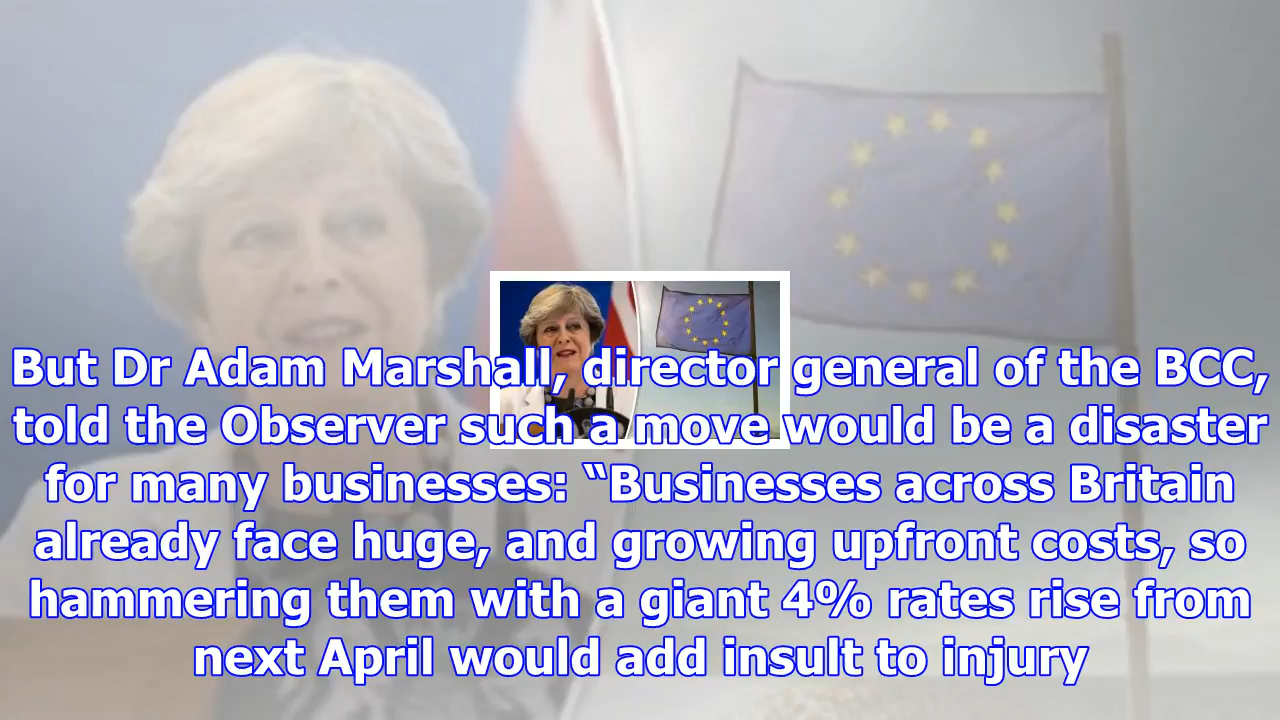 But Dr Adam Marshall, director general of the BCC,
told the Observer such a move would be a disaster
for many businesses: “Businesses across Britain
already face huge, and growing upfront costs, so
hammering them with a giant 4% rates rise from
next April would add insult to injury